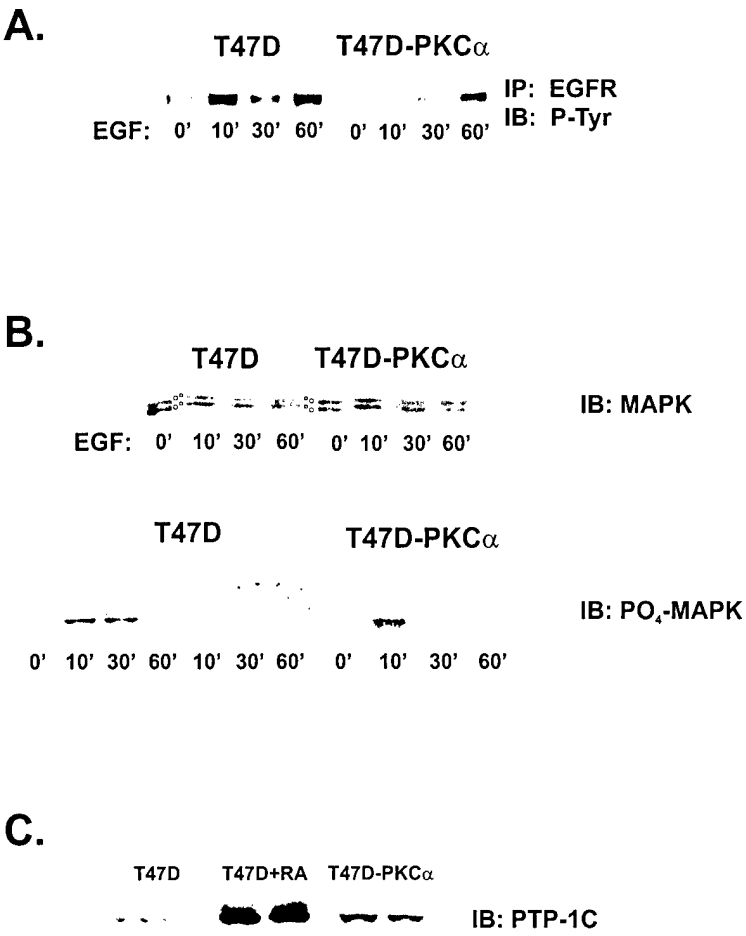 A.
T47D T47D-PKCα
IP: EGFR
IB: P-Tyr
EGF: 0' 10' 30' 60' 0' 10' 30' 60'
B.
T47D T47D-PKCα
IB: MAPK
EGF: 0' 10' 30' 60' 0' 10' 30' 60'
T47D T47D-PKCα
IB: PO₄-MAPK
0' 10' 30' 60' 10' 30' 60' 0' 10' 30' 60'
C.
T47D T47D+RA T47D-PKCα
IB: PTP-1C